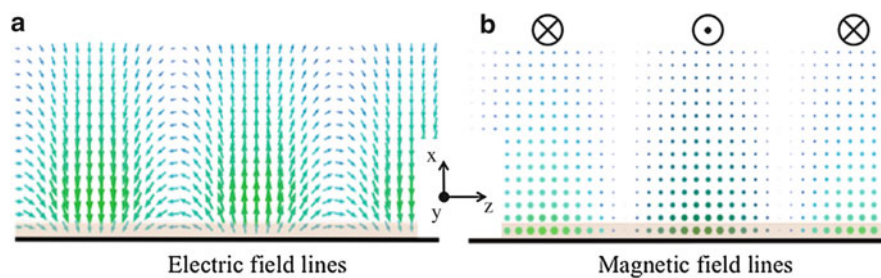 a
b
x
y
z
Electric field lines
Magnetic field lines